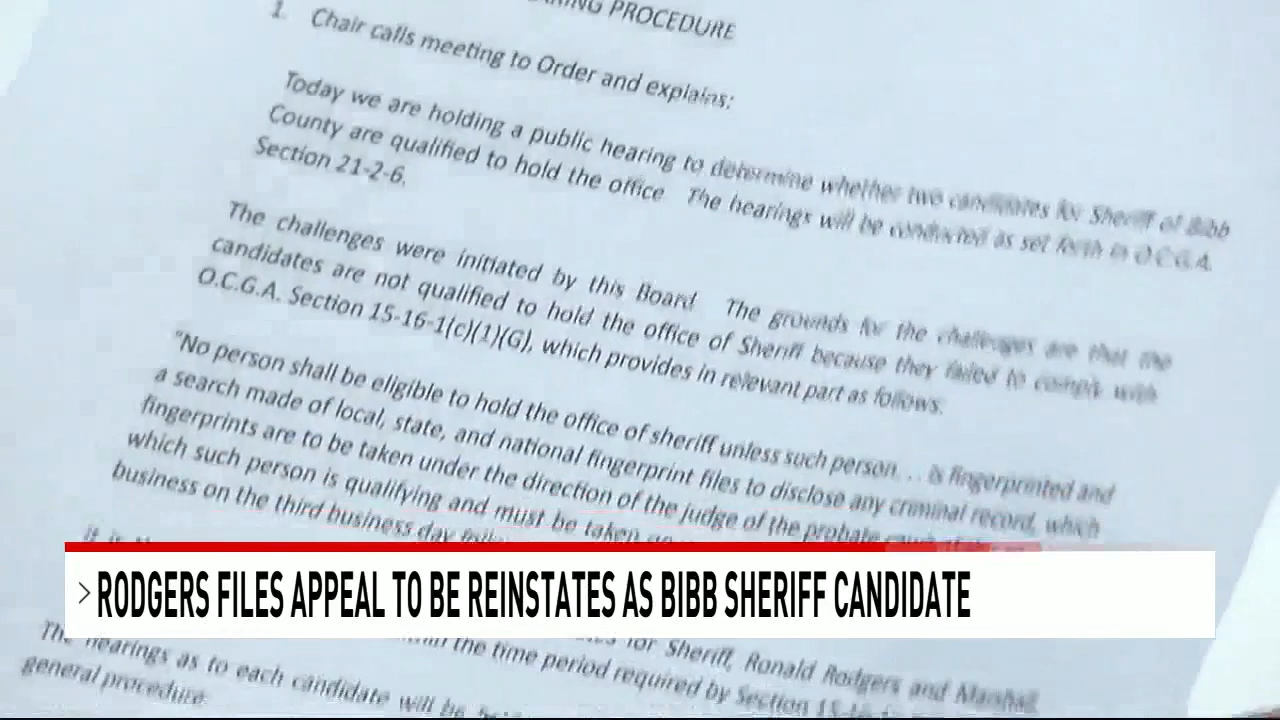 HEARING PROCEDURE
1. Chair calls meeting to Order and explains:
Today we are holding a public hearing to determine whether two candidates for Sheriff of Bibb
County are qualified to hold the office. The hearings will be conducted as set forth in O.C.G.A.
Section 21-2-6.
The challenges were initiated by this Board. The grounds for the challenges are that the
candidates are not qualified to hold the office of Sheriff because they failed to comply with
O.C.G.A. Section 15-16-1(c)(1)(G), which provides in relevant part as follows.
"No person shall be eligible to hold the office of sheriff unless such person. . . is fingerprinted and
a search made of local, state, and national fingerprint files to disclose any criminal record, which
fingerprints are to be taken under the direction of the judge of the probate court
which such person is qualifying and must be taken
business on the third business day
> RODGERS FILES APPEAL TO BE REINSTATES AS BIBB SHERIFF CANDIDATE
for Sheriff, Ronald Rodgers and Marshall
the time period required by Section
The hearings as to each candidate will be
general procedure.